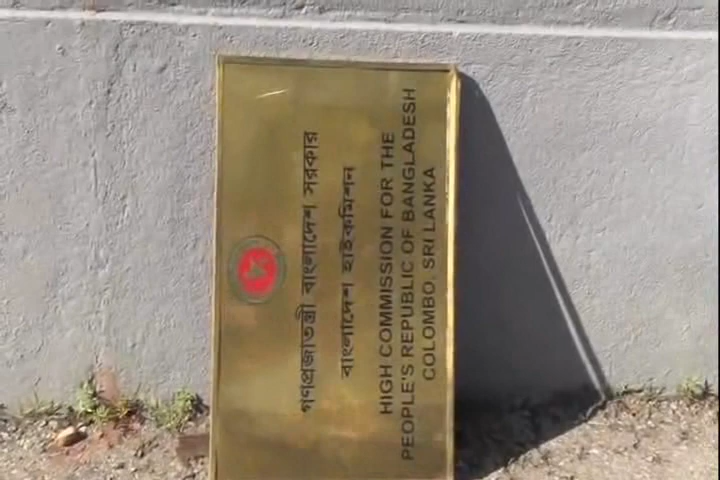 গণপ্রজাতন্ত্রী বাংলাদেশ সরকার
বাংলাদেশ হাইকমিশন
HIGH COMMISSION FOR THE
PEOPLE'S REPUBLIC OF BANGLADESH
COLOMBO, SRI LANKA